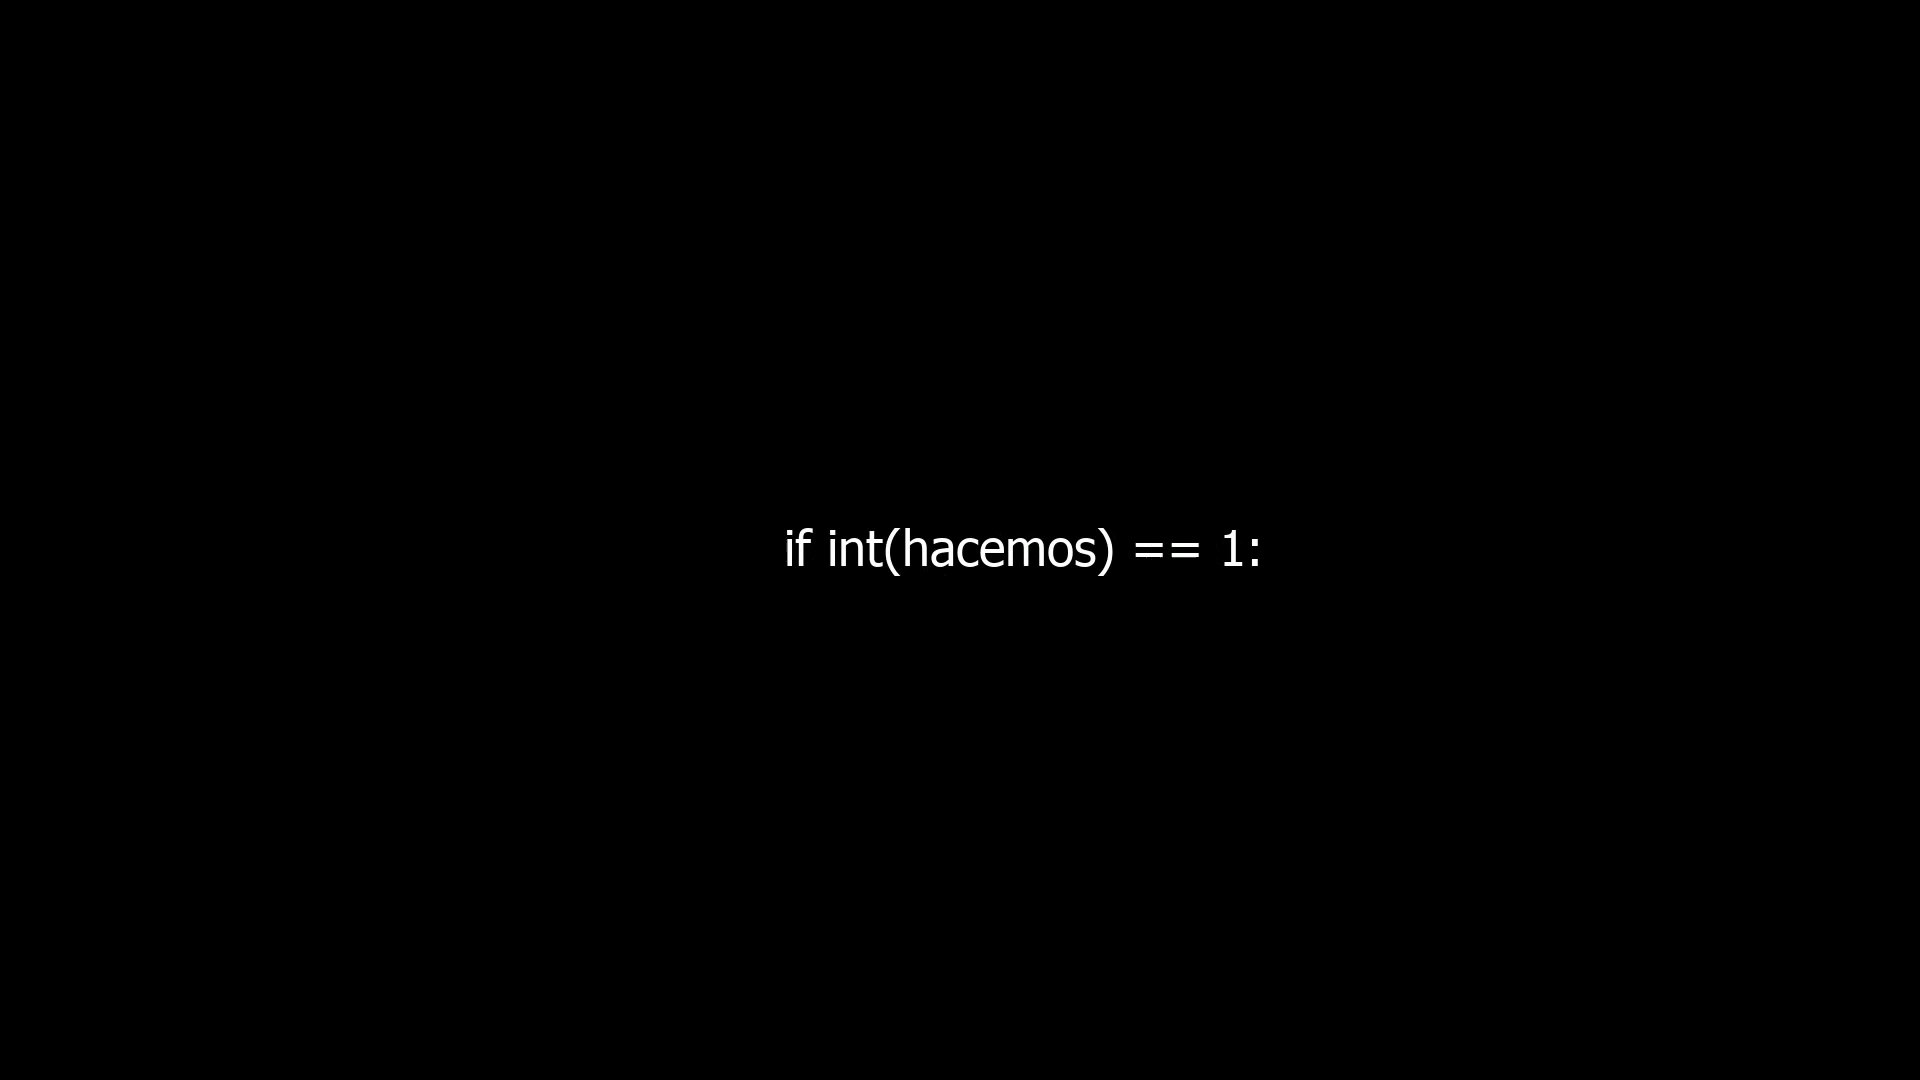 if int(hacemos) == 1: